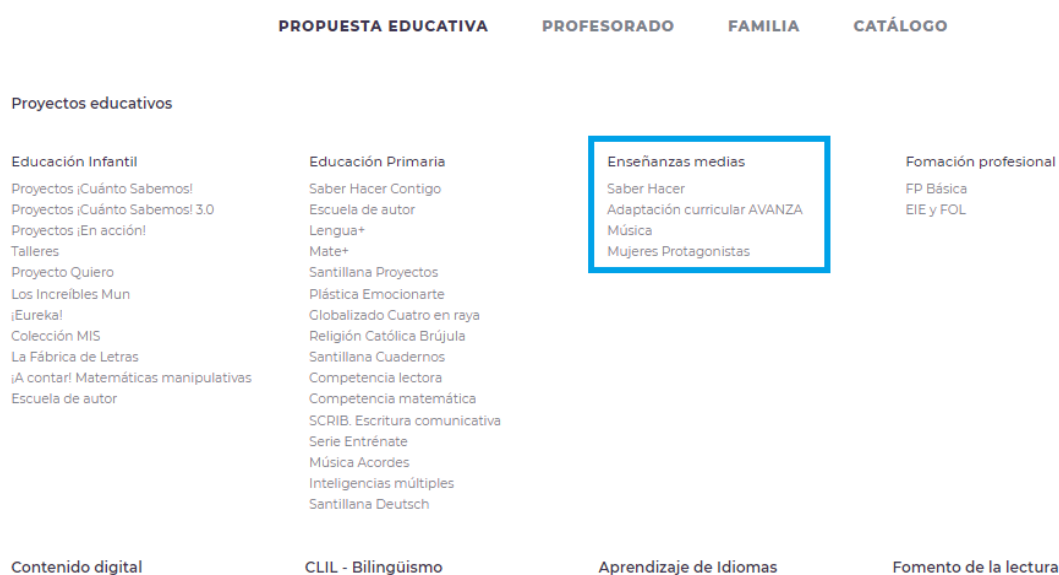 PROPUESTA EDUCATIVA PROFESORADO FAMILIA CATÁLOGO
Proyectos educativos
Educación Infantil
Proyectos ¡Cuánto Sabemos!
Proyectos ¡Cuánto Sabemos! 3.0
Proyectos ¡En acción!
Talleres
Proyecto Quiero
Los Increíbles Mun
¡Eureka!
Colección MIS
La Fábrica de Letras
¡A contar! Matemáticas manipulativas
Escuela de autor
Educación Primaria
Saber Hacer Contigo
Escuela de autor
Lengua+
Mate+
Santillana Proyectos
Plástica Emocionarte
Globalizado Cuatro en raya
Religión Católica Brújula
Santillana Cuadernos
Competencia lectora
Competencia matemática
SCRIB. Escritura comunicativa
Serie Entrénate
Música Acordes
Inteligencias múltiples
Santillana Deutsch
Enseñanzas medias
Saber Hacer
Adaptación curricular AVANZA
Música
Mujeres Protagonistas
Fomación profesional
FP Básica
EIE y FOL
Contenido digital CLIL - Bilingüismo Aprendizaje de Idiomas Fomento de la lectura